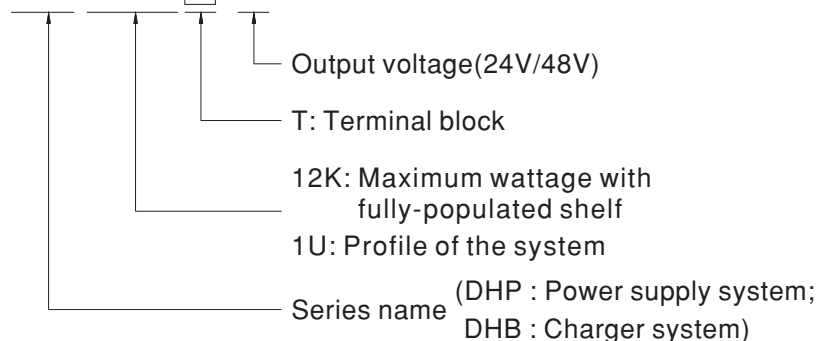 Output voltage(24V/48V)
T: Terminal block
12K: Maximum wattage with
fully-populated shelf
1U: Profile of the system
Series name (DHP : Power supply system;
DHB : Charger system)